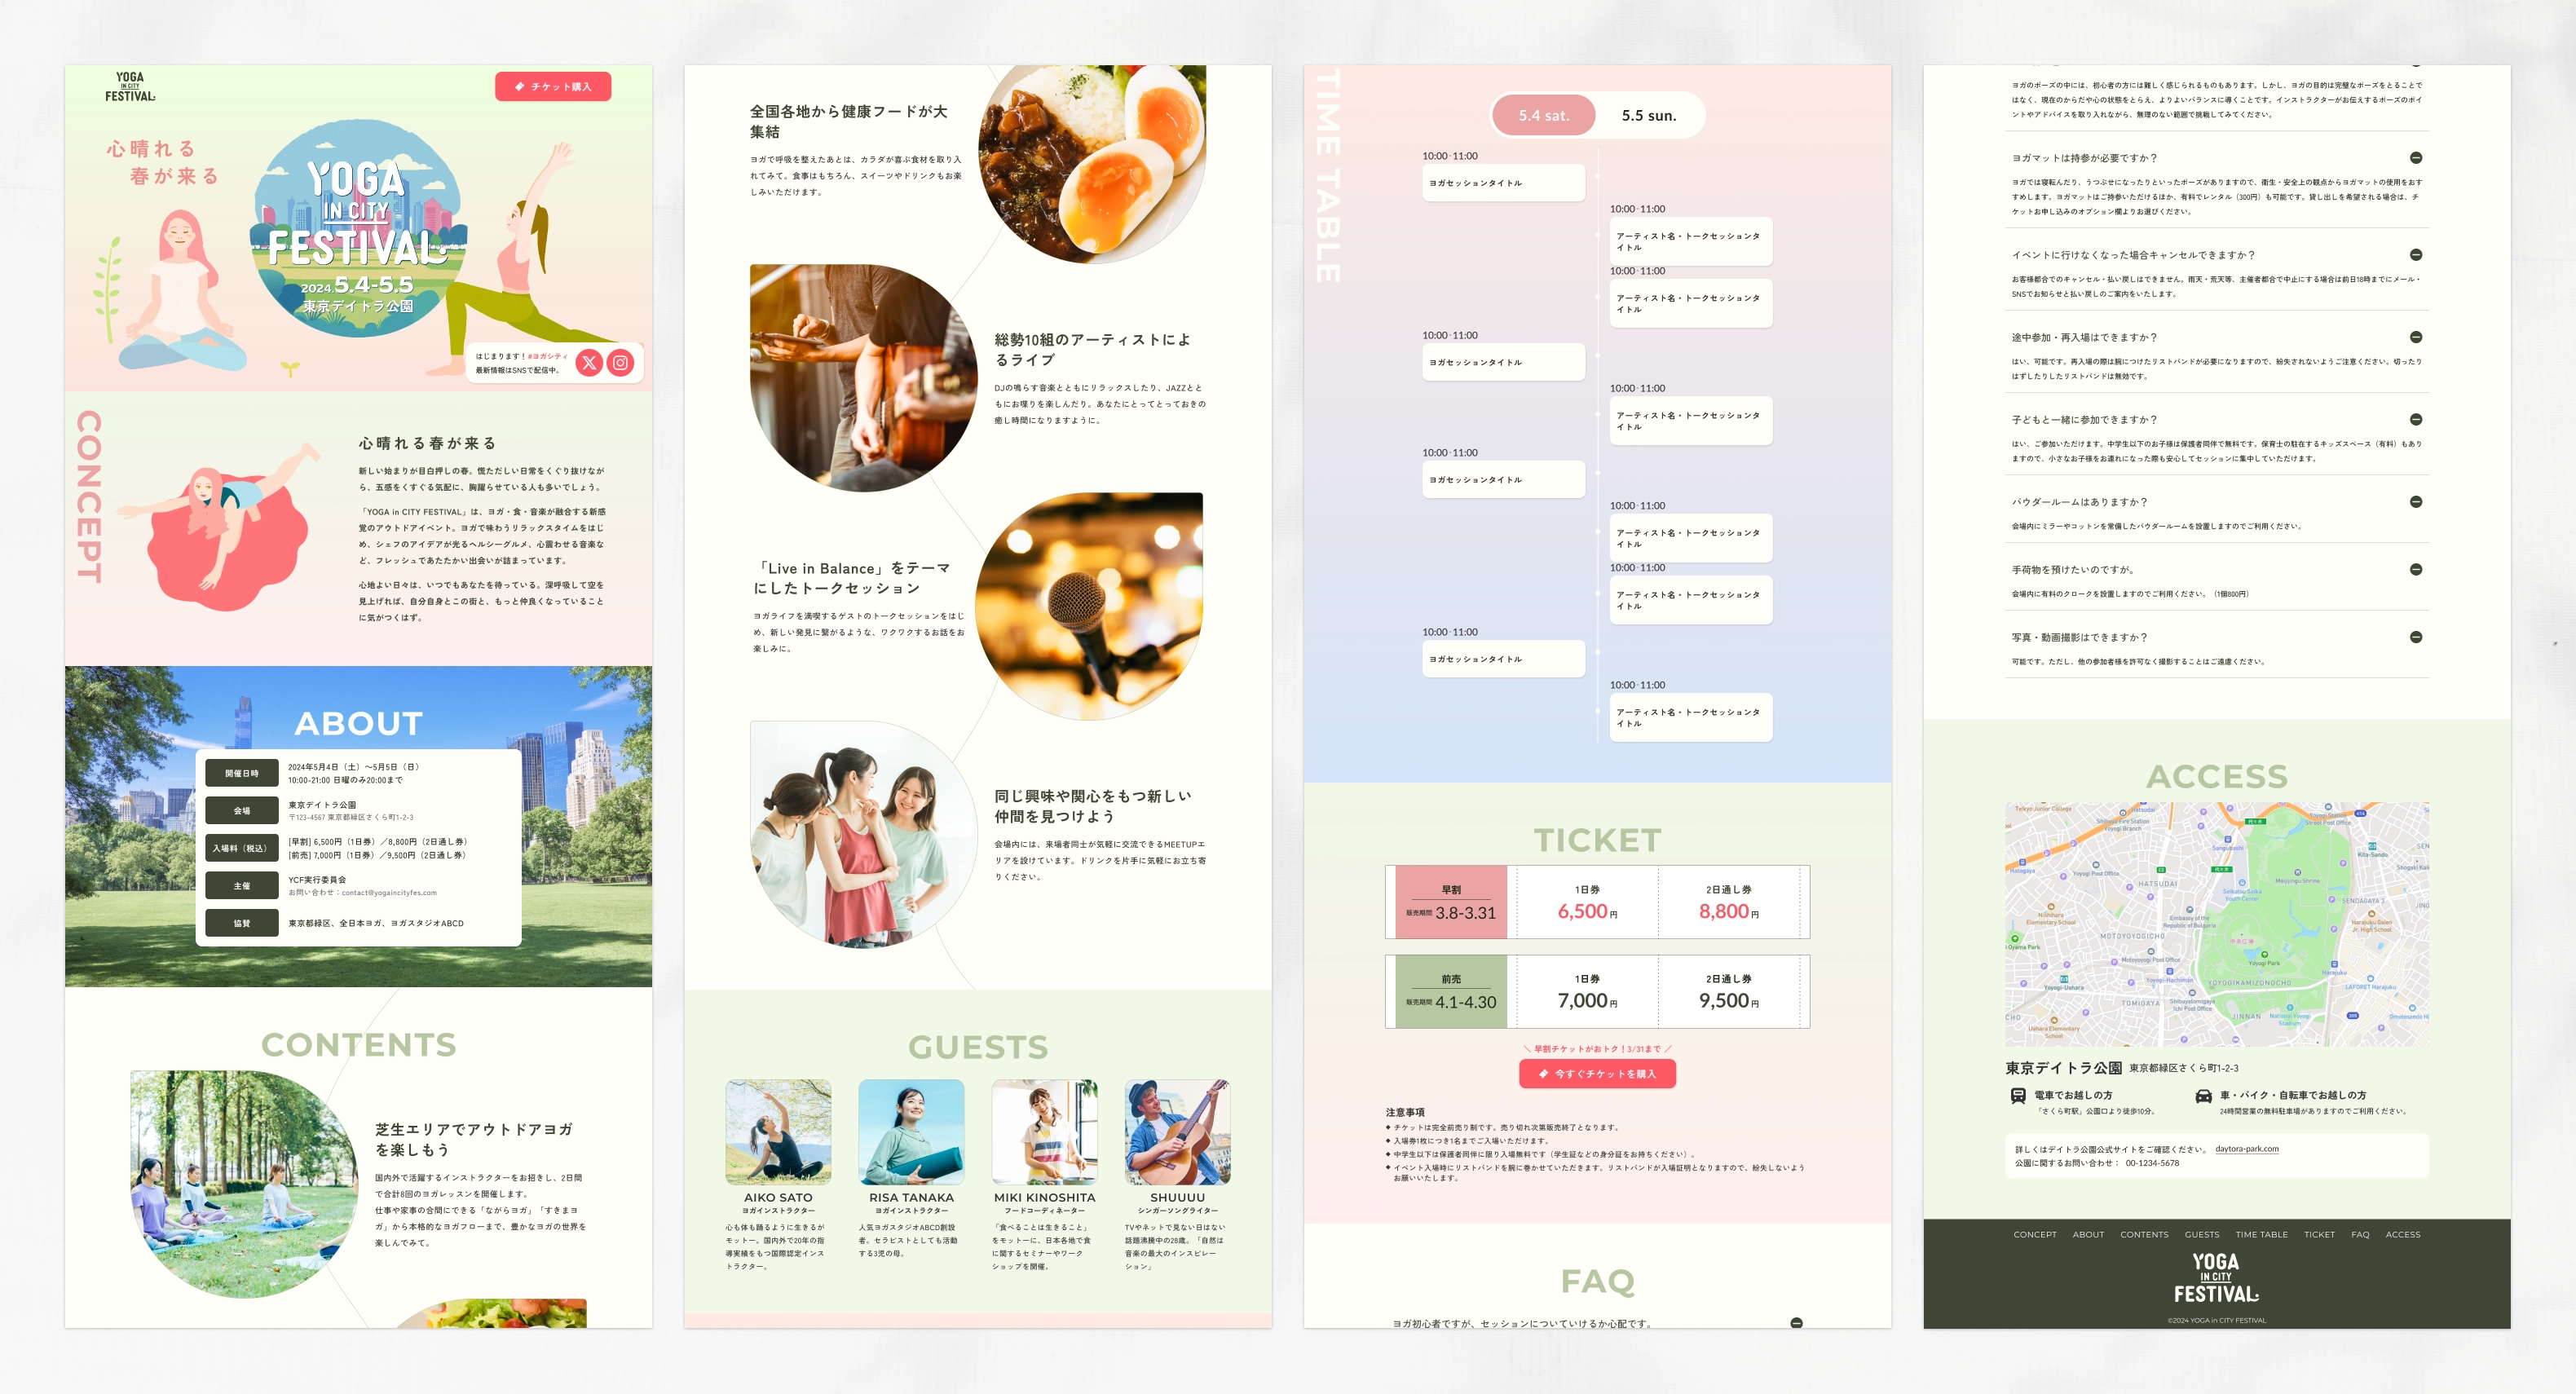 YOGA
IN CITY
FESTIVAL
チケット購入
心晴れる
春が来る
YOGA
IN CITY
FESTIVAL
2024.5.4-5.5
東京デイトラ公園
はじまります！#ヨガシティ
最新情報はSNSで配信中。
CONCEPT
心晴れる春が来る
新しい始まりが目白押しの春。慌ただしい日常をくぐり抜けなが
ら、五感をくすぐる気配に、胸躍らせている人も多いでしょう。
「YOGA in CITY FESTIVAL」は、ヨガ・食・音楽が融合する新感
覚のアウトドアイベント。ヨガで味わうリラックスタイムをはじ
め、シェフのアイデアが光るヘルシーグルメ、心震わせる音楽な
ど、フレッシュであたたかい出会いが詰まっています。
心地よい日々は、いつでもあなたを待っている。深呼吸して空を
見上げれば、自分自身とこの街と、もっと仲良くなっていること
に気がつくはず。
ABOUT
開催日時
2024年5月4日（土）〜5月5日（日）
10:00-21:00 日曜のみ20:00まで
会場
東京デイトラ公園
〒123-4567 東京都緑区さくら町1-2-3
入場料（税込）
[早割] 6,500円（1日券）／8,800円（2日通し券）
[前売] 7,000円（1日券）／9,500円（2日通し券）
主催
YCF実行委員会
お問い合わせ：contact@yogaincityfes.com
協賛
東京都緑区、全日本ヨガ、ヨガスタジオABCD
CONTENTS
芝生エリアでアウトドアヨガ
を楽しもう
国内外で活躍するインストラクターをお招きし、2日間
で合計8回のヨガレッスンを開催します。
仕事や家事の合間にできる「ながらヨガ」「すきまヨ
ガ」から本格的なヨガフローまで、豊かなヨガの世界を
楽しんでみて。
全国各地から健康フードが大
集結
ヨガで呼吸を整えたあとは、カラダが喜ぶ食材を取り入
れてみて。食事はもちろん、スイーツやドリンクもお楽
しみいただけます。
総勢10組のアーティストによ
るライブ
DJの鳴らす音楽とともにリラックスしたり、JAZZとと
もにお喋りを楽しんだり。あなたにとってとっておきの
癒し時間になりますように。
「Live in Balance」をテーマ
にしたトークセッション
ヨガライフを満喫するゲストのトークセッションをはじ
め、新しい発見に繋がるような、ワクワクするお話をお
楽しみに。
同じ興味や関心をもつ新しい
仲間を見つけよう
会場内には、来場者同士が気軽に交流できるMEETUPエ
リアを設けています。ドリンクを片手に気軽にお立ち寄
りください。
GUESTS
AIKO SATO
ヨガインストラクター
心も体も踊るように生きるが
モットー。国内外で20年の指
導実績をもつ国際認定インス
トラクター。
RISA TANAKA
ヨガインストラクター
人気ヨガスタジオABCD創設
者。セラピストとしても活動
する3児の母。
MIKI KINOSHITA
フードコーディネーター
「食べることは生きること」
をモットーに、日本各地で食
に関するセミナーやワーク
ショップを開催。
SHUUUU
シンガーソングライター
TVやネットで見ない日はない
話題沸騰中の28歳。「自然は
音楽の最大のインスピレー
ション」
TIME TABLE
5.4 sat.
5.5 sun.
10:00-11:00
ヨガセッションタイトル
10:00-11:00
アーティスト名・トークセッションタ
イトル
10:00-11:00
アーティスト名・トークセッションタ
イトル
10:00-11:00
ヨガセッションタイトル
10:00-11:00
アーティスト名・トークセッションタ
イトル
10:00-11:00
ヨガセッションタイトル
10:00-11:00
アーティスト名・トークセッションタ
イトル
10:00-11:00
アーティスト名・トークセッションタ
イトル
10:00-11:00
ヨガセッションタイトル
10:00-11:00
アーティスト名・トークセッションタ
イトル
TICKET
早割
販売期間 3.8-3.31
1日券
6,500円
2日通し券
8,800円
前売
販売期間 4.1-4.30
1日券
7,000円
2日通し券
9,500円
＼ 早割チケットがおトク！3/31まで ／
今すぐチケットを購入
注意事項
◆ チケットは完全前売り制です。売り切れ次第販売終了となります。
◆ 入場券1枚につき1名までご入場いただけます。
◆ 中学生以下は保護者同伴に限り入場無料です（学生証などの身分証をお持ちください）。
◆ イベント入場時にリストバンドを腕に巻かせていただきます。リストバンドが入場証明となりますので、紛失しないよう
お願いいたします。
FAQ
ヨガ初心者ですが、セッションについていけるか心配です。
ヨガのポーズの中には、初心者の方には難しく感じられるものもあります。しかし、ヨガの目的は完璧なポーズをとることで
はなく、現在のからだや心の状態をとらえ、よりよいバランスに導くことです。インストラクターがお伝えするポーズのポイ
ントやアドバイスを取り入れながら、無理のない範囲で挑戦してみてください。
ヨガマットは持参が必要ですか？
ヨガでは寝転んだり、うつぶせになったりといったポーズがありますので、衛生・安全上の観点からヨガマットの使用をおす
すめします。ヨガマットはご持参いただけるほか、有料でレンタル（300円）も可能です。貸し出しを希望される場合は、チ
ケットお申し込みのオプション欄よりお選びください。
イベントに行けなくなった場合キャンセルできますか？
お客様都合でのキャンセル・払い戻しはできません。雨天・荒天等、主催者都合で中止にする場合は前日18時までにメール・
SNSでお知らせと払い戻しのご案内をいたします。
途中参加・再入場はできますか？
はい、可能です。再入場の際は腕につけたリストバンドが必要になりますので、紛失されないようご注意ください。切ったり
はずしたりしたリストバンドは無効です。
子どもと一緒に参加できますか？
はい、ご参加いただけます。中学生以下のお子様は保護者同伴で無料です。保育士の駐在するキッズスペース（有料）もあり
ますので、小さなお子様をお連れになった際も安心してセッションに集中していただけます。
パウダールームはありますか？
会場内にミラーやコットンを常備したパウダールームを設置しますのでご利用ください。
手荷物を預けたいのですが。
会場内に有料のクロークを設置しますのでご利用ください。（1個800円）
写真・動画撮影はできますか？
可能です。ただし、他の参加者様を許可なく撮影することはご遠慮ください。
ACCESS
HATSUDAI
SENDAGAYA
MOTOYOYOGICHO
YOYOGIKAMIZONOCHO
TOMIGAYA
JINNAN
Meijijingu Shrine
Yoyogi Park
中央広場
Harajuku
LAFORET Harajuku
Kita-Sando
Sangubashi
Yoyogi-Uehara
Yoyogi-Hachiman
東京デイトラ公園 東京都緑区さくら町1-2-3
電車でお越しの方
「さくら町駅」公園口より徒歩10分。
車・バイク・自転車でお越しの方
24時間営業の無料駐車場がありますのでご利用ください。
詳しくはデイトラ公園公式サイトをご確認ください。 daytora-park.com
公園に関するお問い合わせ： 00-1234-5678
CONCEPT ABOUT CONTENTS GUESTS TIME TABLE TICKET FAQ ACCESS
YOGA
IN CITY
FESTIVAL
©2024 YOGA in CITY FESTIVAL